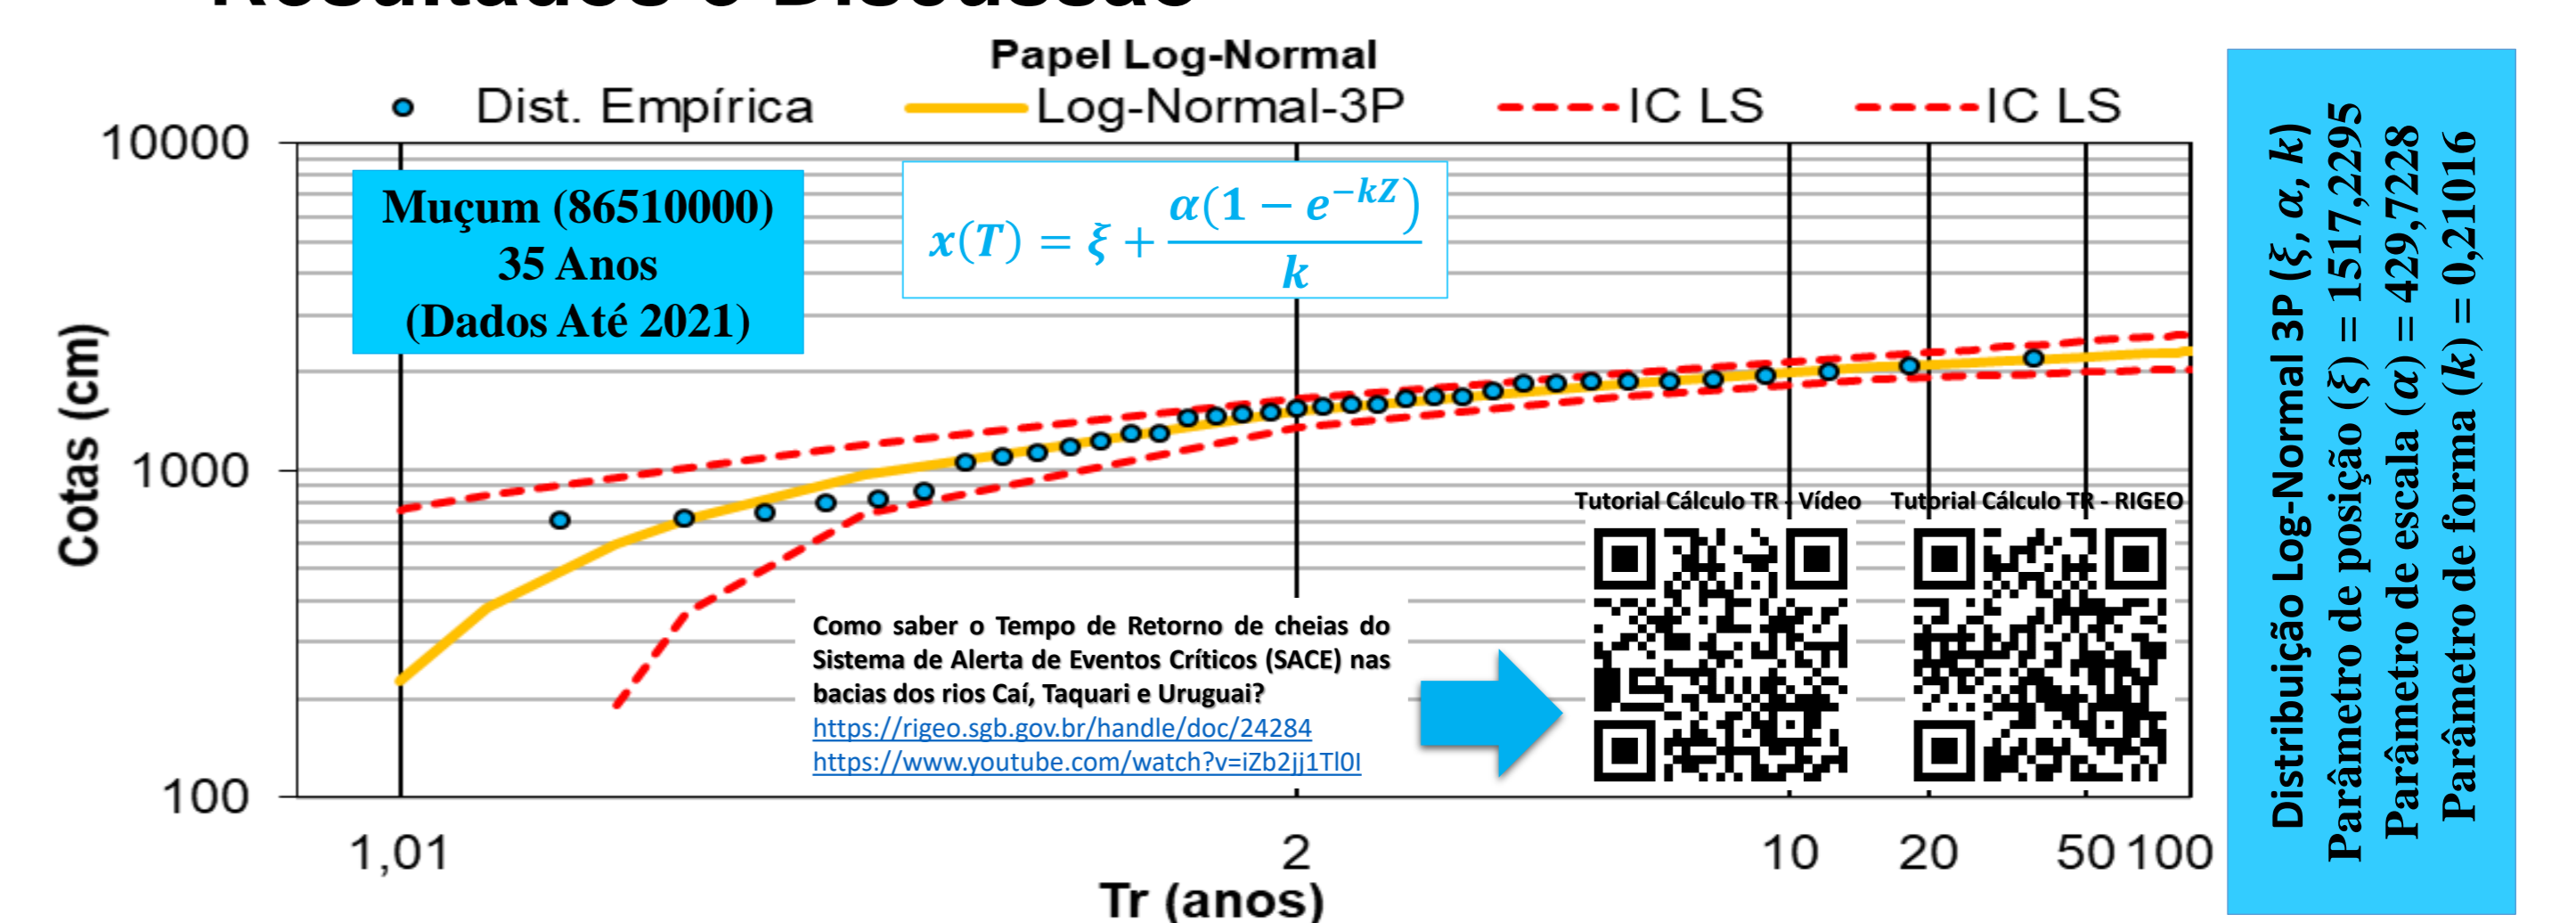 Resultados e Discussão
Papel Log-Normal
Dist. Empírica
Log-Normal-3P
IC LS
IC LS
Cotas (cm)
10000
1000
100
Muçum (86510000)
35 Anos
(Dados Até 2021)
x(T) = ξ + α(1 − e^{−kZ}) / k
Tutorial Cálculo TR - Vídeo
Tutorial Cálculo TR - RIGEO
Como saber o Tempo de Retorno de cheias do
Sistema de Alerta de Eventos Críticos (SACE) nas
bacias dos rios Caí, Taquari e Uruguai?
https://rigeo.sgb.gov.br/handle/doc/24284
https://www.youtube.com/watch?v=iZb2jj1Tl0I
1,01
2
10
20
50
100
Tr (anos)
Distribuição Log-Normal 3P (ξ, α, k)
Parâmetro de posição (ξ) = 1517,2295
Parâmetro de escala (α) = 429,7228
Parâmetro de forma (k) = 0,21016